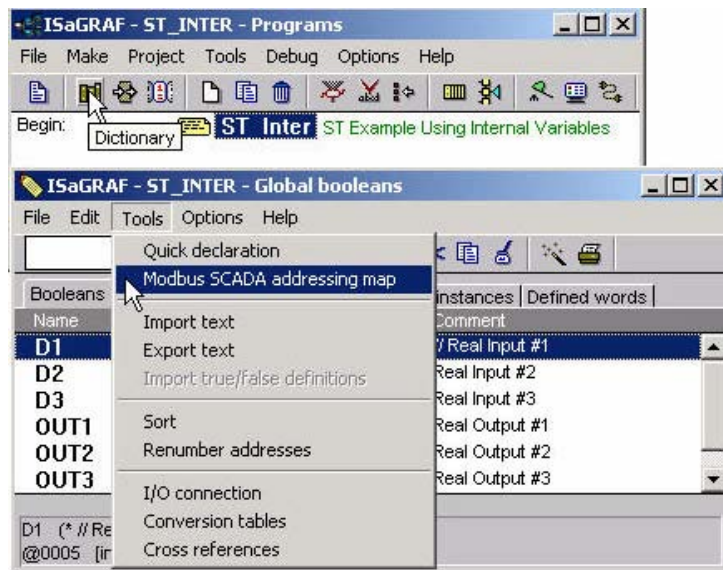 ISaGRAF - ST_INTER - Programs
File Make Project Tools Debug Options Help
Begin: ST Inter ST Example Using Internal Variables
Dictionary
ISaGRAF - ST_INTER - Global booleans
File Edit Tools Options Help
Quick declaration
Modbus SCADA addressing map
Import text
Export text
Import true/false definitions
Sort
Renumber addresses
I/O connection
Conversion tables
Cross references
Booleans instances Defined words
Name Comment
D1 // Real Input #1
D2 Real Input #2
D3 Real Input #3
OUT1 Real Output #1
OUT2 Real Output #2
OUT3 Real Output #3
D1 (* // Re
@0005 [ir